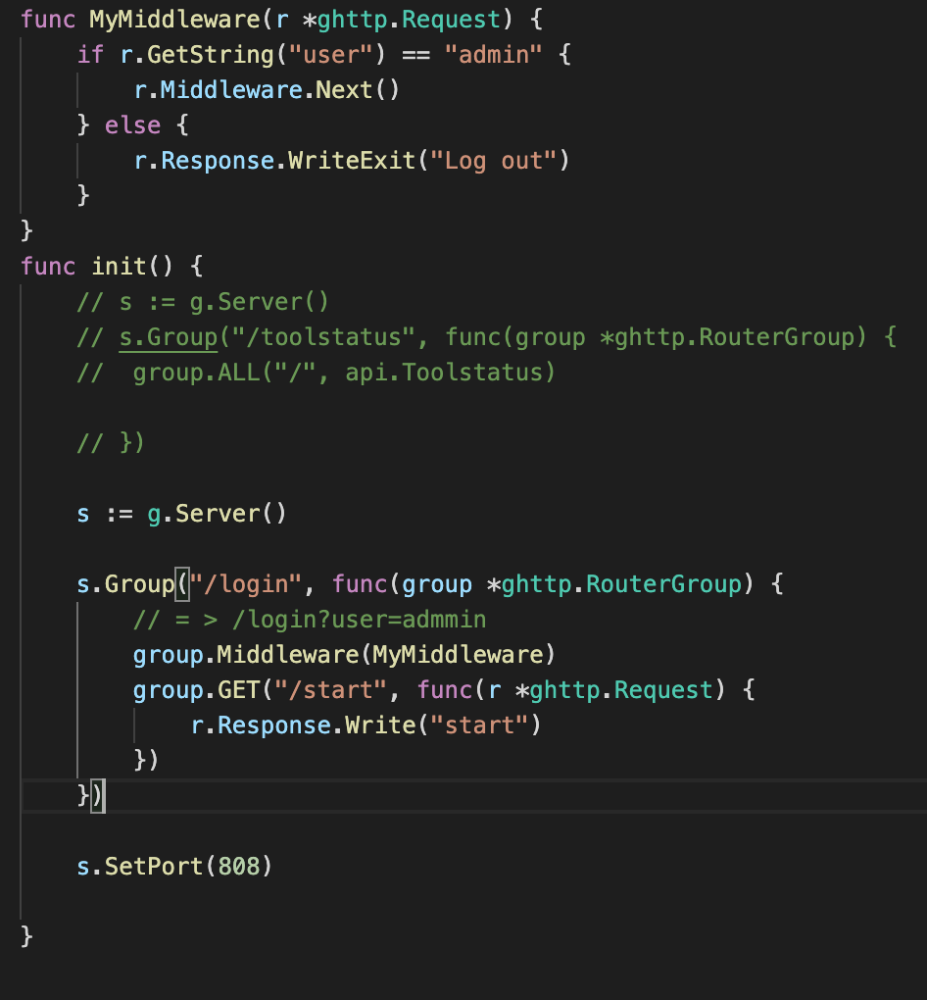 func MyMiddleware(r *ghttp.Request) {
    if r.GetString("user") == "admin" {
        r.Middleware.Next()
    } else {
        r.Response.WriteExit("Log out")
    }
}
func init() {
    // s := g.Server()
    // s.Group("/toolstatus", func(group *ghttp.RouterGroup) {
    //  group.ALL("/", api.Toolstatus)
    // })
    s := g.Server()
    s.Group("/login", func(group *ghttp.RouterGroup) {
        // = > /login?user=admmin
        group.Middleware(MyMiddleware)
        group.GET("/start", func(r *ghttp.Request) {
            r.Response.Write("start")
        })
    })
    s.SetPort(808)
}